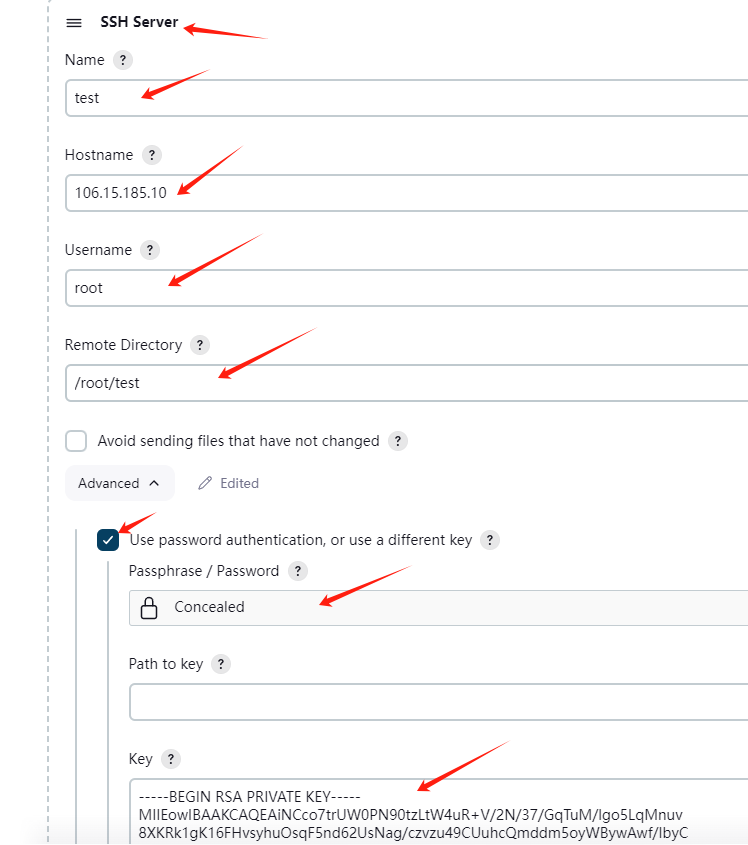 SSH Server
Name ?
test
Hostname ?
106.15.185.10
Username ?
root
Remote Directory ?
/root/test
Avoid sending files that have not changed ?
Advanced Edited
Use password authentication, or use a different key ?
Passphrase / Password ?
Concealed
Path to key ?
Key ?
-----BEGIN RSA PRIVATE KEY-----
MIIEowIBAAKCAQEAiNCco7trUW0PN90tzLtW4uR+V/2N/37/GqTuM/lgo5LqMnuv
8XKRk1gK16FHvsyhuOsqF5nd62UsNag/czvzu49CUuhcQmddm5oyWBywAwf/IbyC